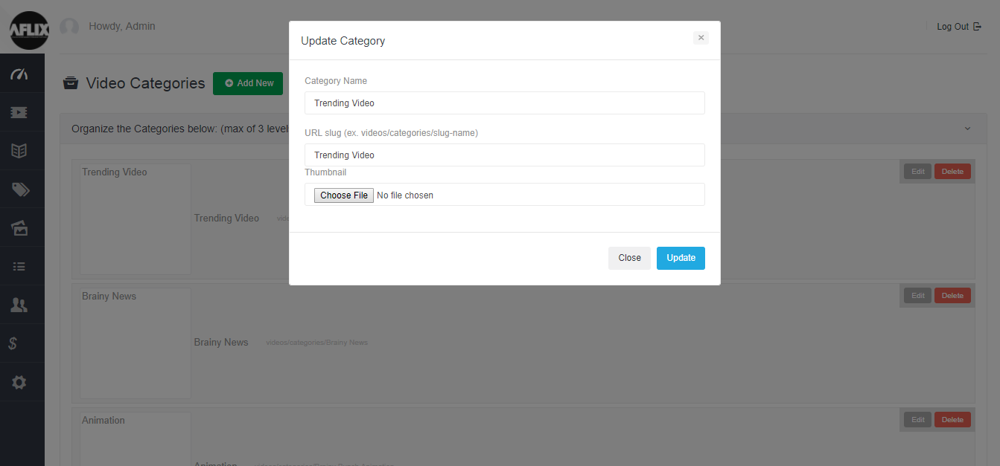 AFLIX
Howdy, Admin
Log Out
Update Category
×
Video Categories
Add New
Category Name
Trending Video
URL slug (ex. videos/categories/slug-name)
Trending Video
Thumbnail
Choose File No file chosen
Close
Update
Organize the Categories below: (max of 3 level
Trending Video
Edit
Delete
Trending Video
Brainy News
Edit
Delete
Brainy News
videos/categories/Brainy News
Animation
Edit
Delete
Animation
$